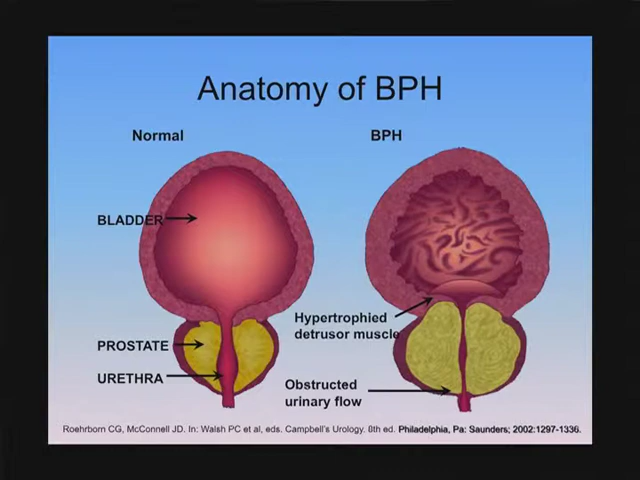 Anatomy of BPH
Normal
BPH
BLADDER
Hypertrophied
detrusor muscle
PROSTATE
URETHRA
Obstructed
urinary flow
Roehrborn CG, McConnell JD. In: Walsh PC et al, eds. Campbell's Urology. 8th ed. Philadelphia, Pa: Saunders; 2002:1297-1336.